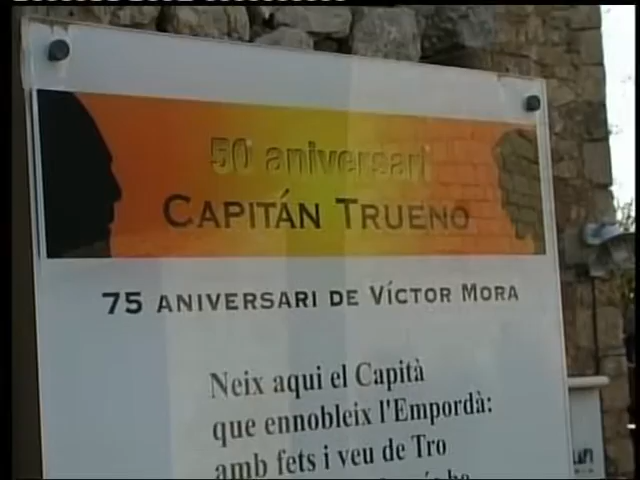 50 aniversari
CAPITÁN TRUENO
75 ANIVERSARI DE VÍCTOR MORA
Neix aqui el Capità
que ennobleix l'Empordà:
amb fets i veu de Tro